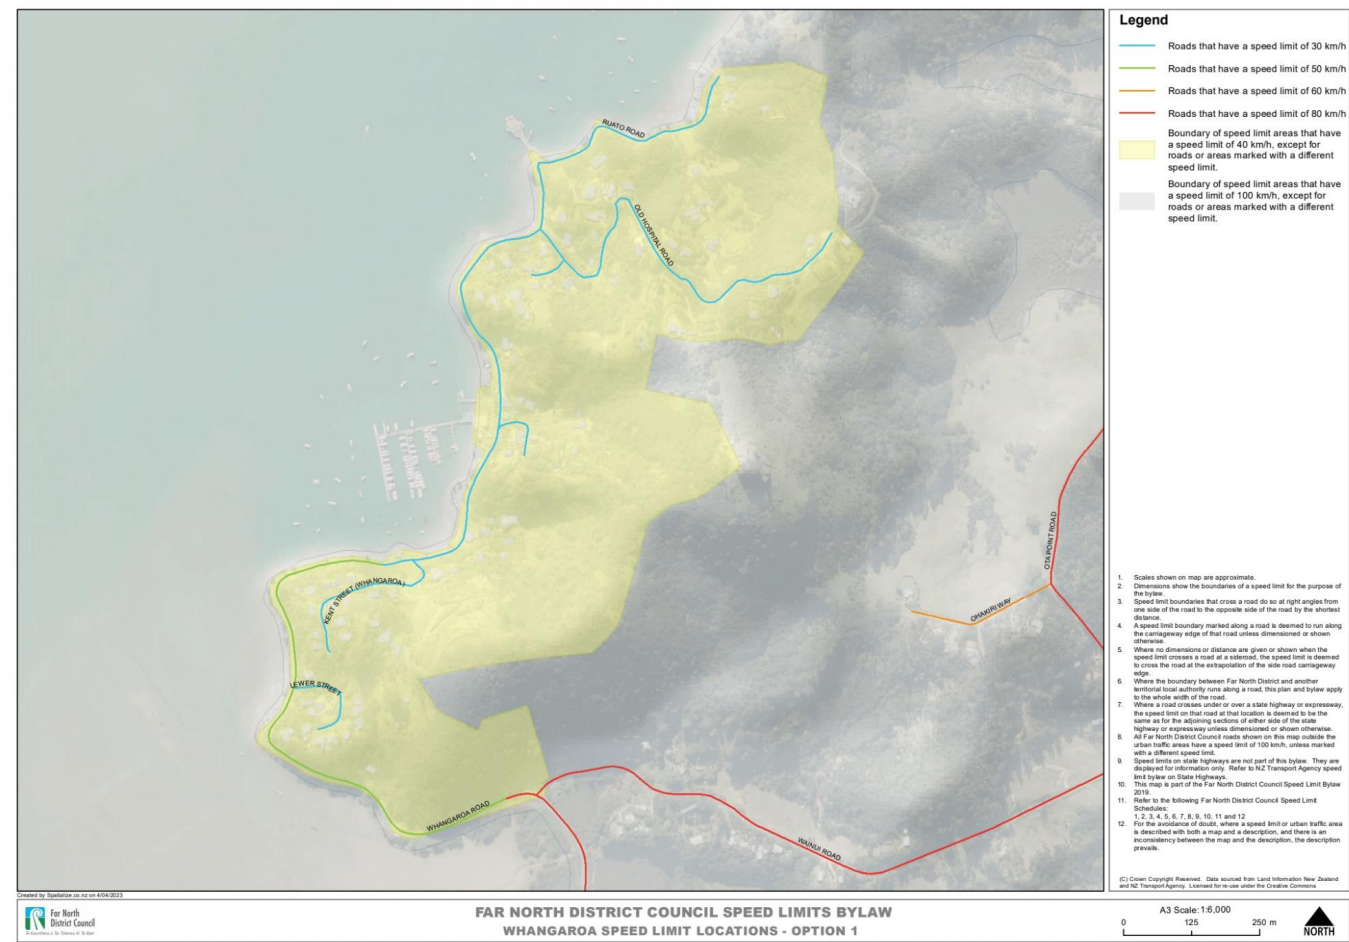 Legend
Roads that have a speed limit of 30 km/h
Roads that have a speed limit of 50 km/h
Roads that have a speed limit of 60 km/h
Roads that have a speed limit of 80 km/h
Boundary of speed limit areas that have
a speed limit of 40 km/h, except for
roads or areas marked with a different
speed limit.
Boundary of speed limit areas that have
a speed limit of 100 km/h, except for
roads or areas marked with a different
speed limit.
RUATO ROAD
OLD HOSPITAL ROAD
KENT STREET (WHANGAROA)
LEWER STREET
WHANGAROA ROAD
WAINUI ROAD
OTA POINT ROAD
OHAKIRI WAY
1. Scales shown on map are approximate.
2. Dimensions show the boundaries of a speed limit for the purpose of
the bylaw.
3. Speed limit boundaries that cross a road do so at right angles from
one side of the road to the opposite side of the road by the shortest
distance.
4. A speed limit boundary marked along a road is deemed to run along
the carriageway edge of that road unless dimensioned or shown
otherwise.
5. Where no dimensions or distance are given or shown when the
speed limit crosses a road at a sideroad, the speed limit is deemed
to cross the road at the extrapolation of the side road carriageway
edge.
6. Where the boundary between Far North District and another
territorial local authority runs along a road, this plan and bylaw apply
to the whole width of the road.
7. Where a road crosses under or over a state highway or expressway,
the speed limit on that road at that location is deemed to be the
same as for the adjoining sections of either side of the state
highway or expressway unless dimensioned or shown otherwise.
8. All Far North District Council roads shown on this map outside the
urban traffic areas have a speed limit of 100 km/h, unless marked
with a different speed limit.
9. Speed limits on state highways are not part of this bylaw. They are
displayed for information only. Refer to NZ Transport Agency speed
limit bylaw on State Highways.
10. This map is part of the Far North District Council Speed Limit Bylaw
2019.
11. Refer to the following Far North District Council Speed Limit
Schedules:
1, 2, 3, 4, 5, 6, 7, 8, 9, 10, 11 and 12
12. For the avoidance of doubt, where a speed limit or urban traffic area
is described with both a map and a description, and there is an
inconsistency between the map and the description, the description
prevails.
(C) Crown Copyright Reserved. Data sourced from Land Information New Zealand
and NZ Transport Agency. Licensed for re-use under the Creative Commons
Created by Spatialize.co.nz on 4/04/2023
Far North
District Council
FAR NORTH DISTRICT COUNCIL SPEED LIMITS BYLAW
WHANGAROA SPEED LIMIT LOCATIONS - OPTION 1
A3 Scale: 1:6,000
0 125 250 m
NORTH